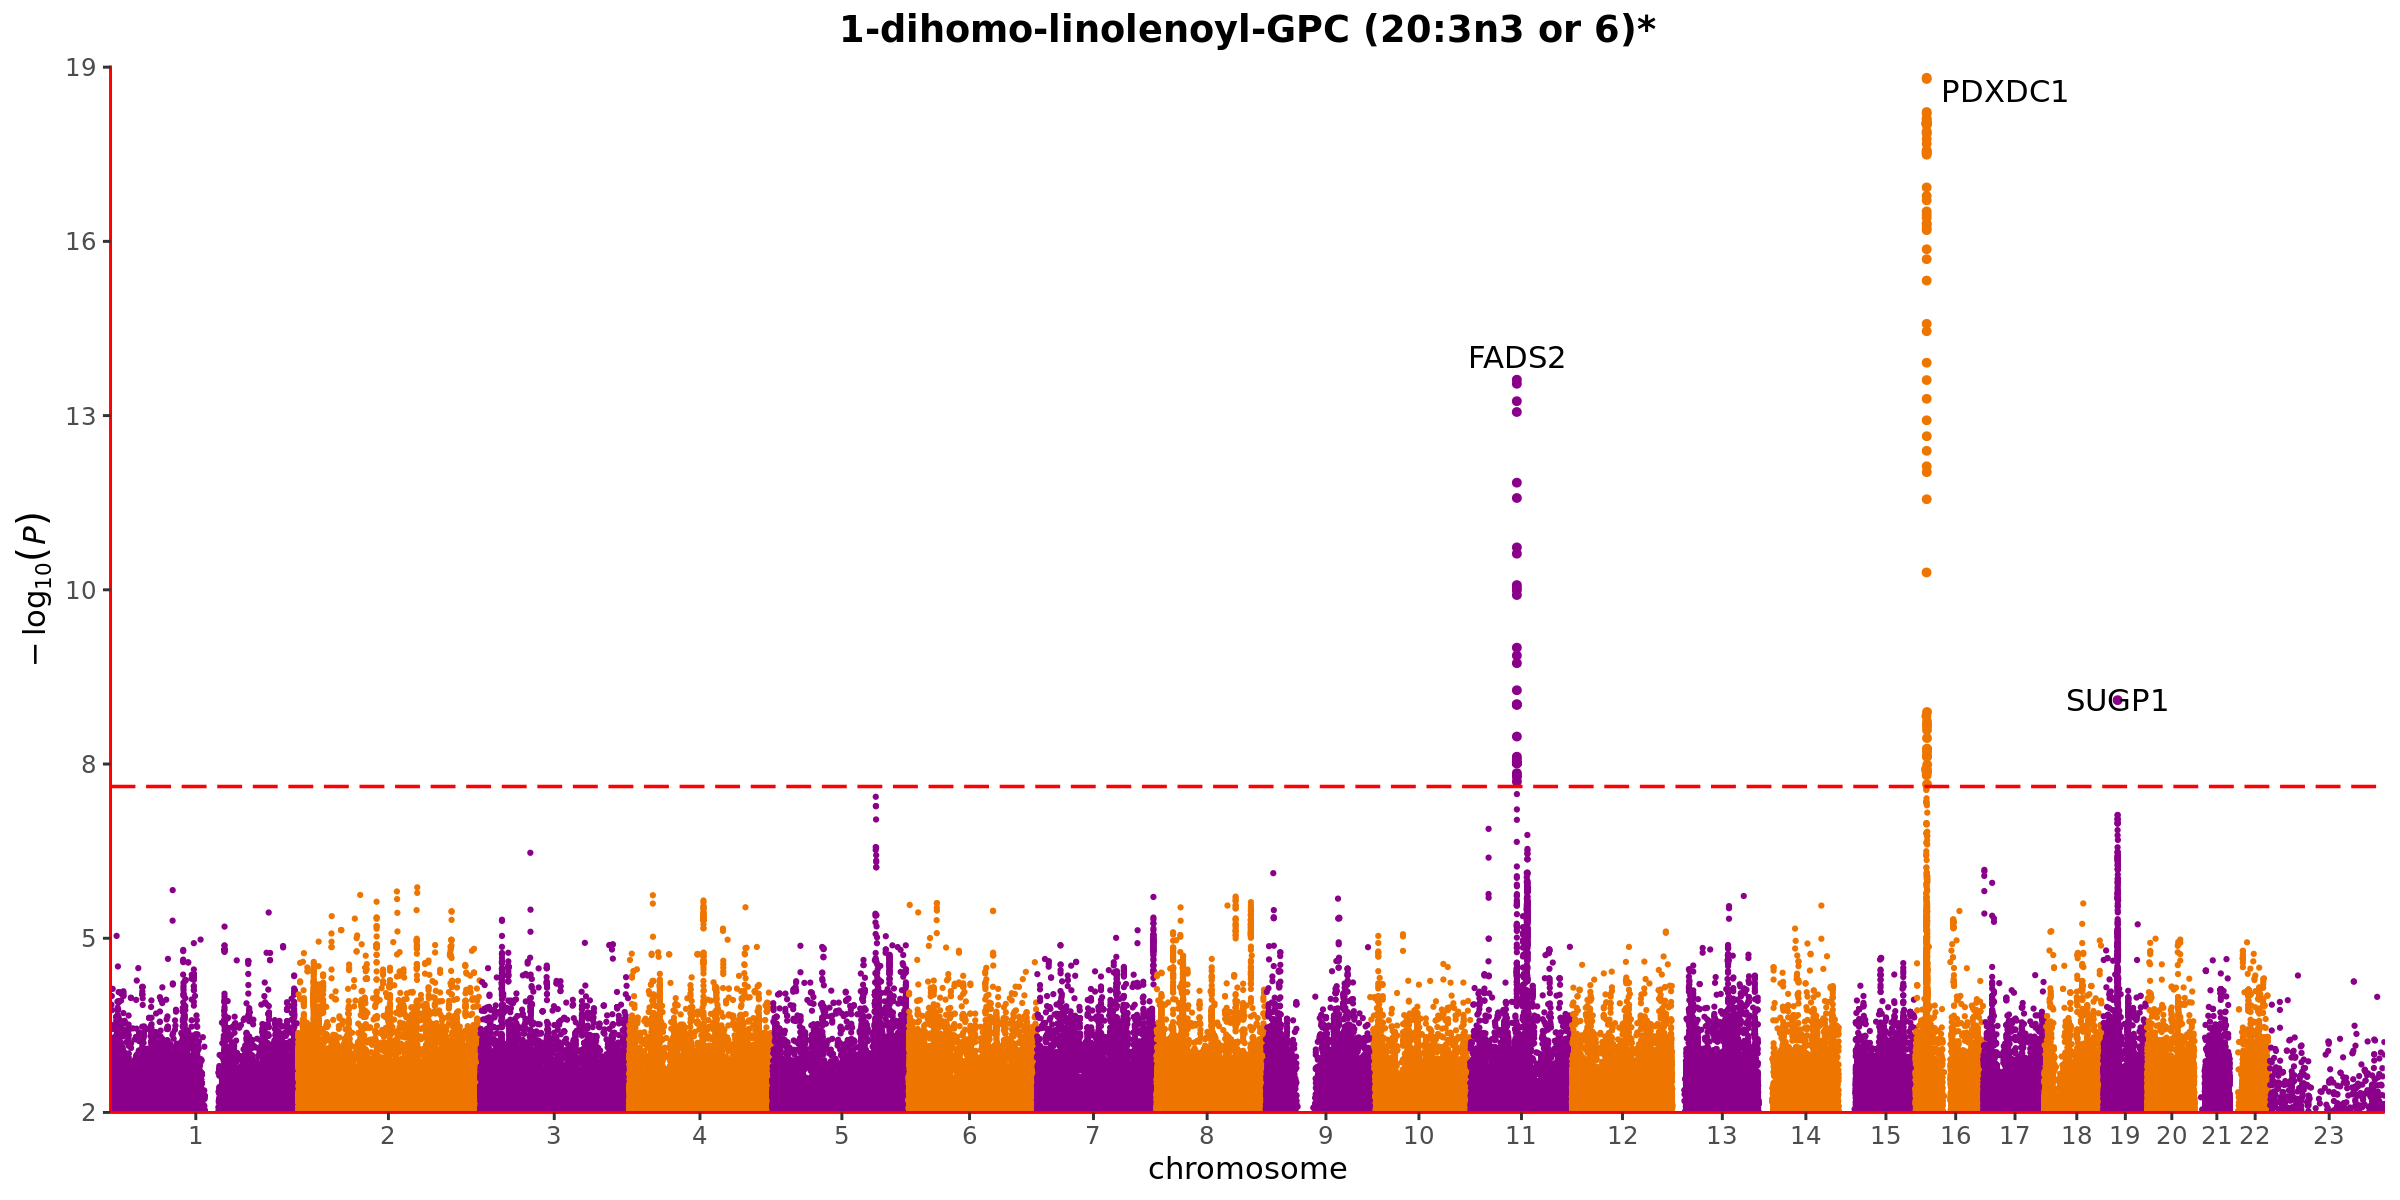 1-dihomo-linolenoyl-GPC (20:3n3 or 6)*
19
PDXDC1
16
FADS2
13
10
SUGP1
8
5
2
− log10(P)
1 2 3 4 5 6 7 8 9 10 11 12 13 14 15 16 17 18 19 20 21 22 23
chromosome